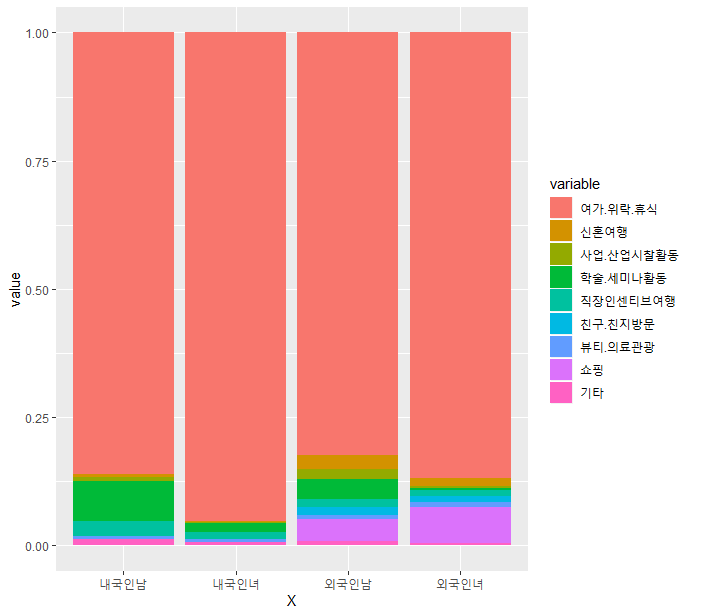 1.00
0.75
0.50
0.25
0.00
value
내국인남
내국인녀
외국인남
외국인녀
X
variable
여가.위락.휴식
신혼여행
사업.산업시찰활동
학술.세미나활동
직장인센티브여행
친구.친지방문
뷰티.의료관광
쇼핑
기타